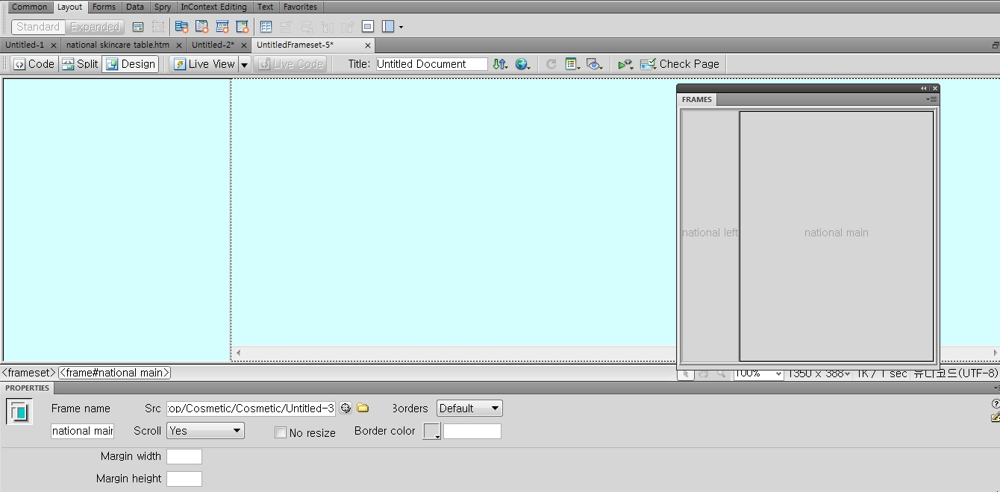 Common Layout Forms Data Spry InContext Editing Text Favorites
Standard Expanded
Untitled-1 national skincare table.htm Untitled-2* UntitledFrameset-5*
Code Split Design Live View Live Code Title: Untitled Document Check Page
FRAMES
national left national main
<frameset> <frame#national main> 100% 1350 x 388 1K / 1 sec 유니코드(UTF-8)
PROPERTIES
Frame name Src :op/Cosmetic/Cosmetic/Untitled-3 Borders Default
national main Scroll Yes No resize Border color
Margin width
Margin height